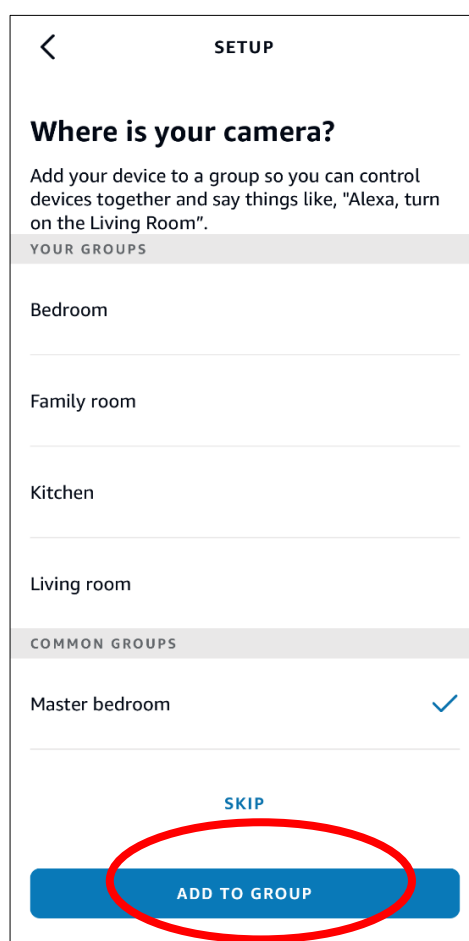 SETUP
Where is your camera?
Add your device to a group so you can control
devices together and say things like, "Alexa, turn
on the Living Room”.
YOUR GROUPS
Bedroom
Family room
Kitchen
Living room
COMMON GROUPS
Master bedroom
SKIP
ADD TO GROUP